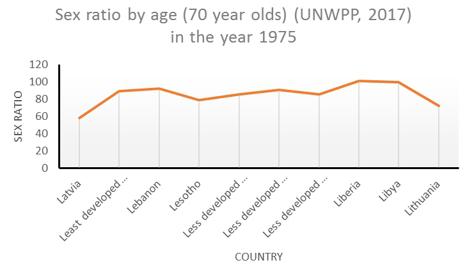 Sex ratio by age (70 year olds) (UNWPP, 2017)
in the year 1975
120
100
80
60
40
20
0
SEX RATIO
Latvia
Least developed...
Lebanon
Lesotho
Less developed...
Less developed...
Less developed...
Liberia
Libya
Lithuania
COUNTRY